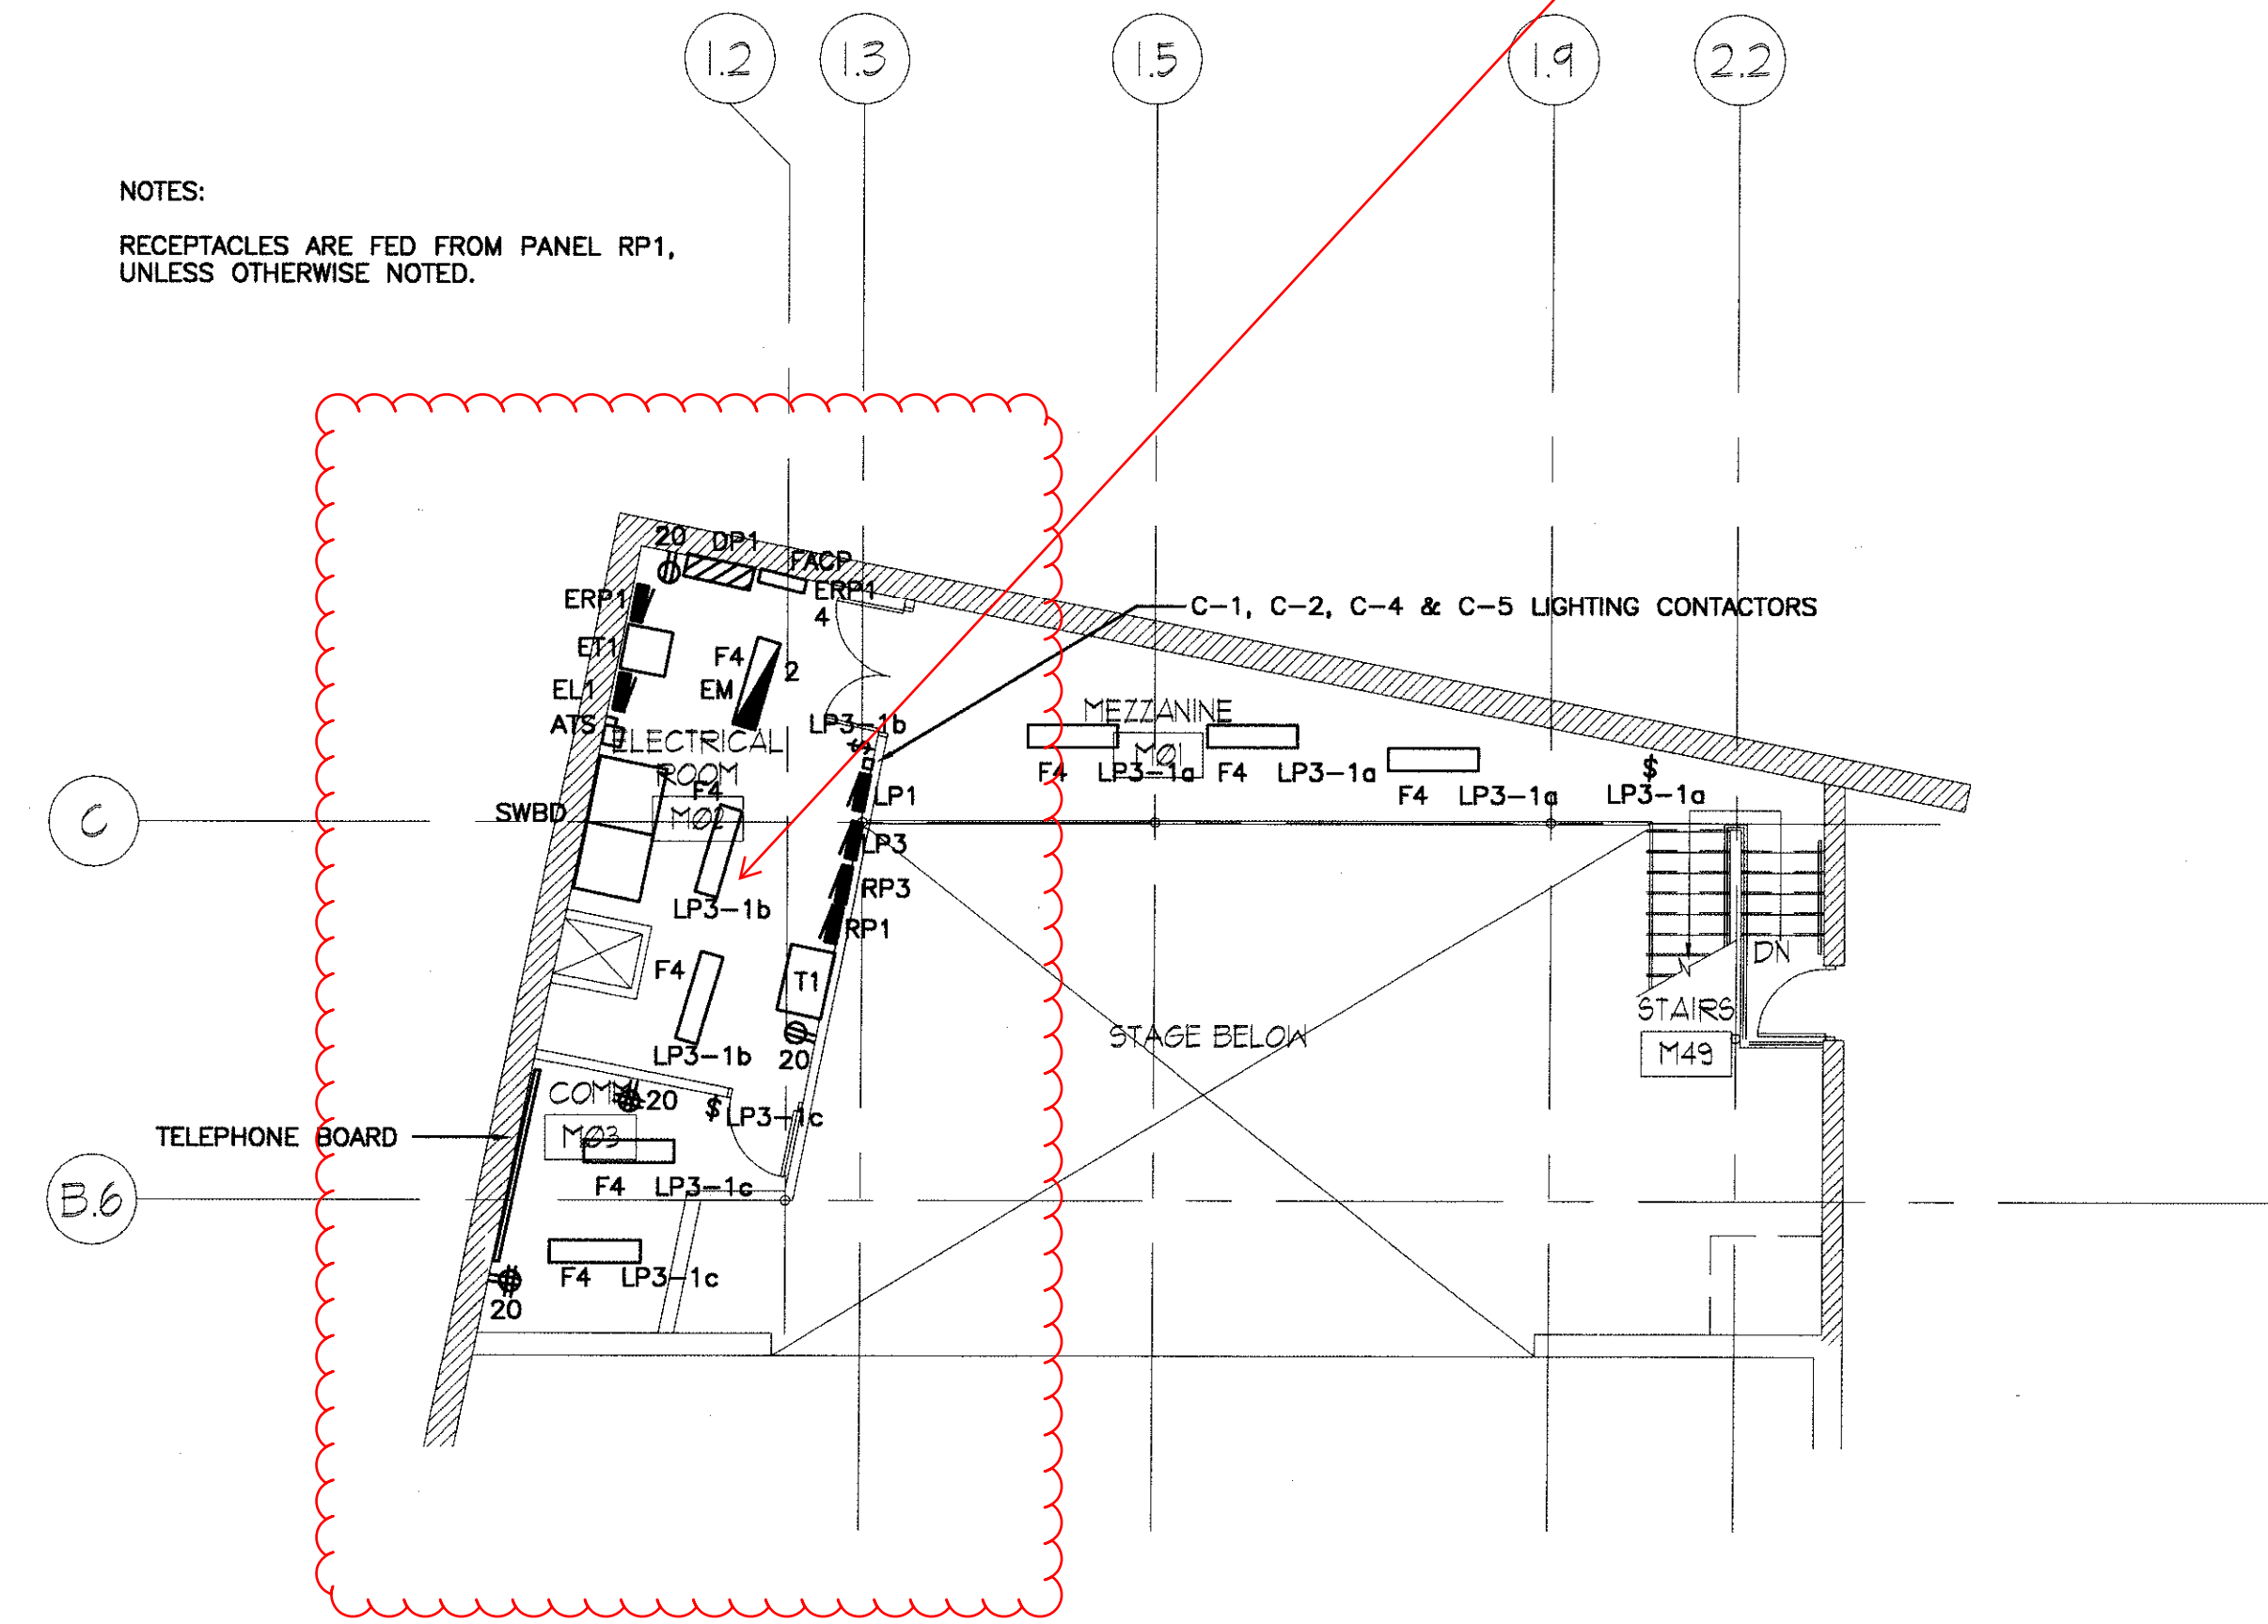 1.2
1.3
1.5
1.9
2.2
NOTES:
RECEPTACLES ARE FED FROM PANEL RP1,
UNLESS OTHERWISE NOTED.
20
DP1
FACP
ERP1
ERP1
4
C-1, C-2, C-4 & C-5 LIGHTING CONTACTORS
ET1
F4
2
EL1
EM
ATS
LP3-1b
MEZZANINE
M01
ELECTRICAL
ROOM
M02
F4
F4
LP3-1a
F4
LP3-1a
F4
LP3-1a
$
LP3-1a
LP1
SWBD
C
LP3
RP3
LP3-1b
RP1
F4
T1
DN
STAIRS
M49
STAGE BELOW
LP3-1b
20
COMM
M03
20
$
LP3-1c
TELEPHONE BOARD
F4
LP3-1c
B.6
F4
LP3-1c
20